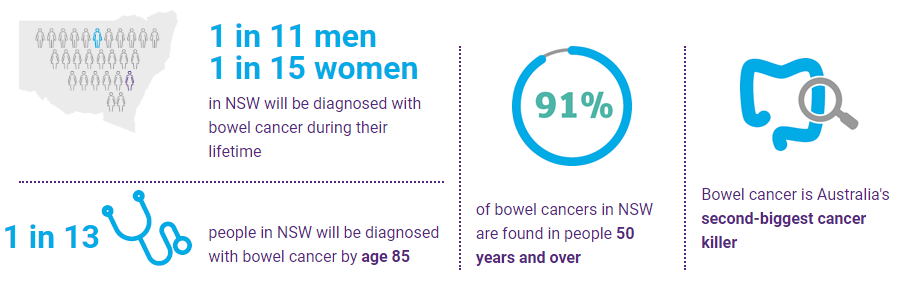 1 in 11 men
1 in 15 women
in NSW will be diagnosed with
bowel cancer during their
lifetime
1 in 13
people in NSW will be diagnosed
with bowel cancer by age 85
91%
of bowel cancers in NSW
are found in people 50
years and over
Bowel cancer is Australia's
second-biggest cancer
killer